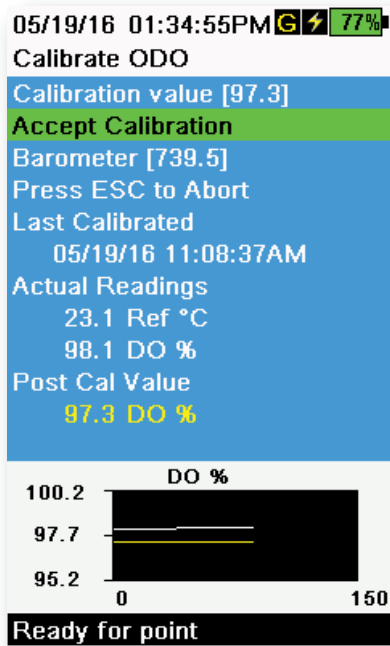 05/19/16 01:34:55PM G 77%
Calibrate ODO
Calibration value [97.3]
Accept Calibration
Barometer [739.5]
Press ESC to Abort
Last Calibrated
05/19/16 11:08:37AM
Actual Readings
23.1 Ref °C
98.1 DO %
Post Cal Value
97.3 DO %
DO %
100.2
97.7
95.2
0 150
Ready for point